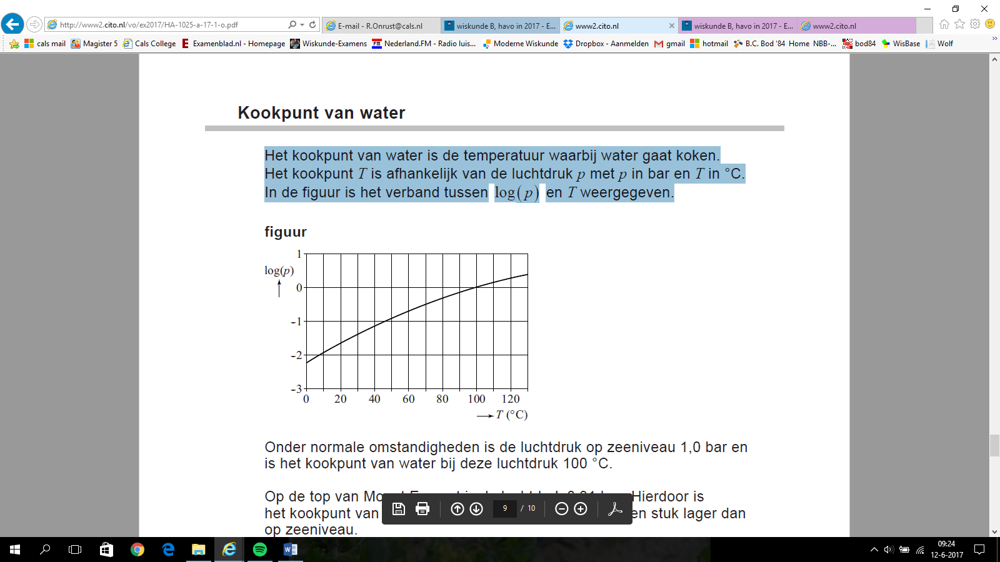 http://www2.cito.nl/vo/ex2017/HA-1025-a-17-1-o.pdf
E-mail - R.Onrust@cals.nl
wiskunde B, havo in 2017 - E...
www2.cito.nl
wiskunde B, havo in 2017 - E...
www2.cito.nl
cals mail
Magister 5
Cals College
Examenblad.nl - Homepage
Wiskunde-Examens
Nederland.FM - Radio luis...
Moderne Wiskunde
Dropbox - Aanmelden
gmail
hotmail
B.C. Bod '84 Home NBB-...
bod84
WisBase
Wolf
Kookpunt van water
Het kookpunt van water is de temperatuur waarbij water gaat koken.
Het kookpunt T is afhankelijk van de luchtdruk p met p in bar en T in °C.
In de figuur is het verband tussen log(p) en T weergegeven.
figuur
1
log(p)
0
-1
-2
-3
0 20 40 60 80 100 120
T (°C)
Onder normale omstandigheden is de luchtdruk op zeeniveau 1,0 bar en
is het kookpunt van water bij deze luchtdruk 100 °C.
Op de top van Hierdoor is
het kookpunt van stuk lager dan
op zeeniveau.
9 / 10
09:24
12-6-2017